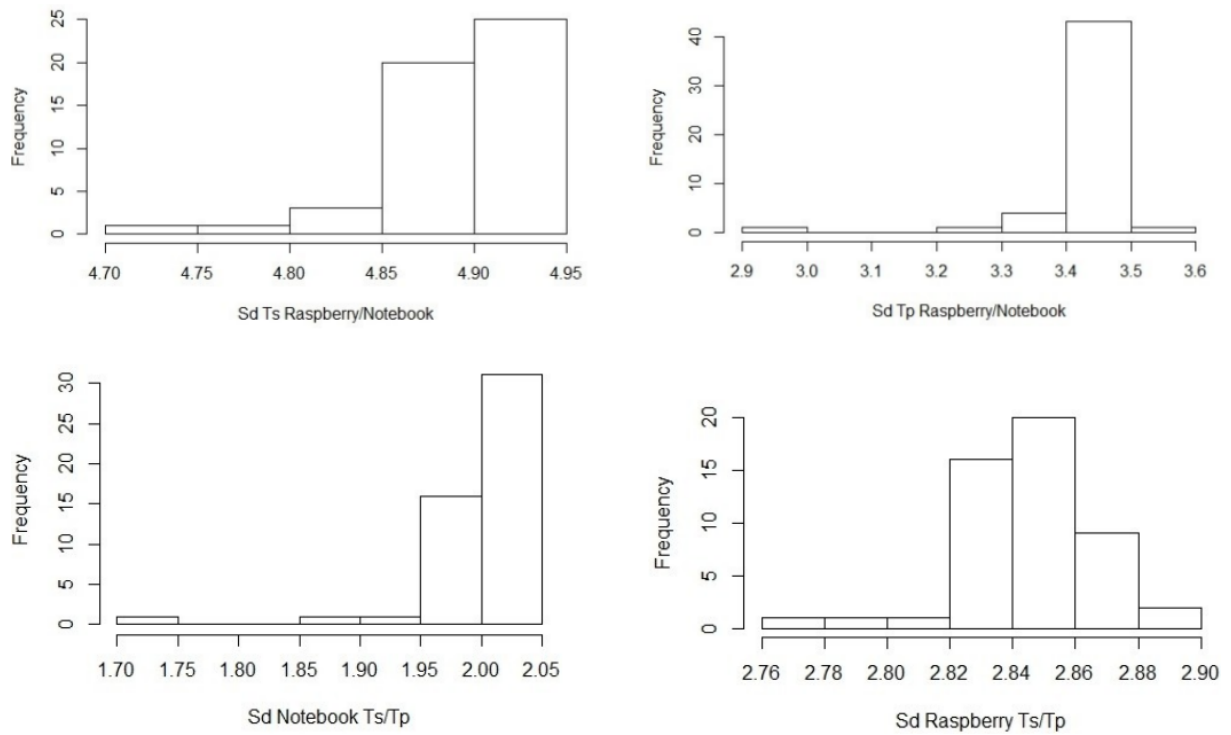 Frequency
25
20
15
10
5
0
4.70 4.75 4.80 4.85 4.90 4.95
Sd Ts Raspberry/Notebook
Frequency
40
30
20
10
0
2.9 3.0 3.1 3.2 3.3 3.4 3.5 3.6
Sd Tp Raspberry/Notebook
Frequency
30
25
20
15
10
5
0
1.70 1.75 1.80 1.85 1.90 1.95 2.00 2.05
Sd Notebook Ts/Tp
Frequency
20
15
10
5
0
2.76 2.78 2.80 2.82 2.84 2.86 2.88 2.90
Sd Raspberry Ts/Tp